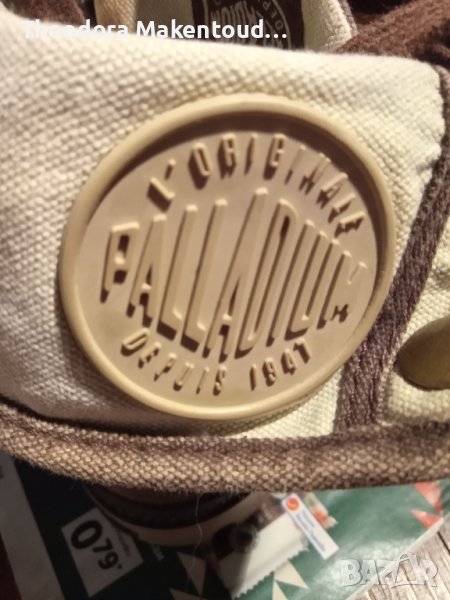 Theodora Makentoud...
L'ORIGINALE
PALLADIUM
DEPUIS 1947
0 79
BAZAR